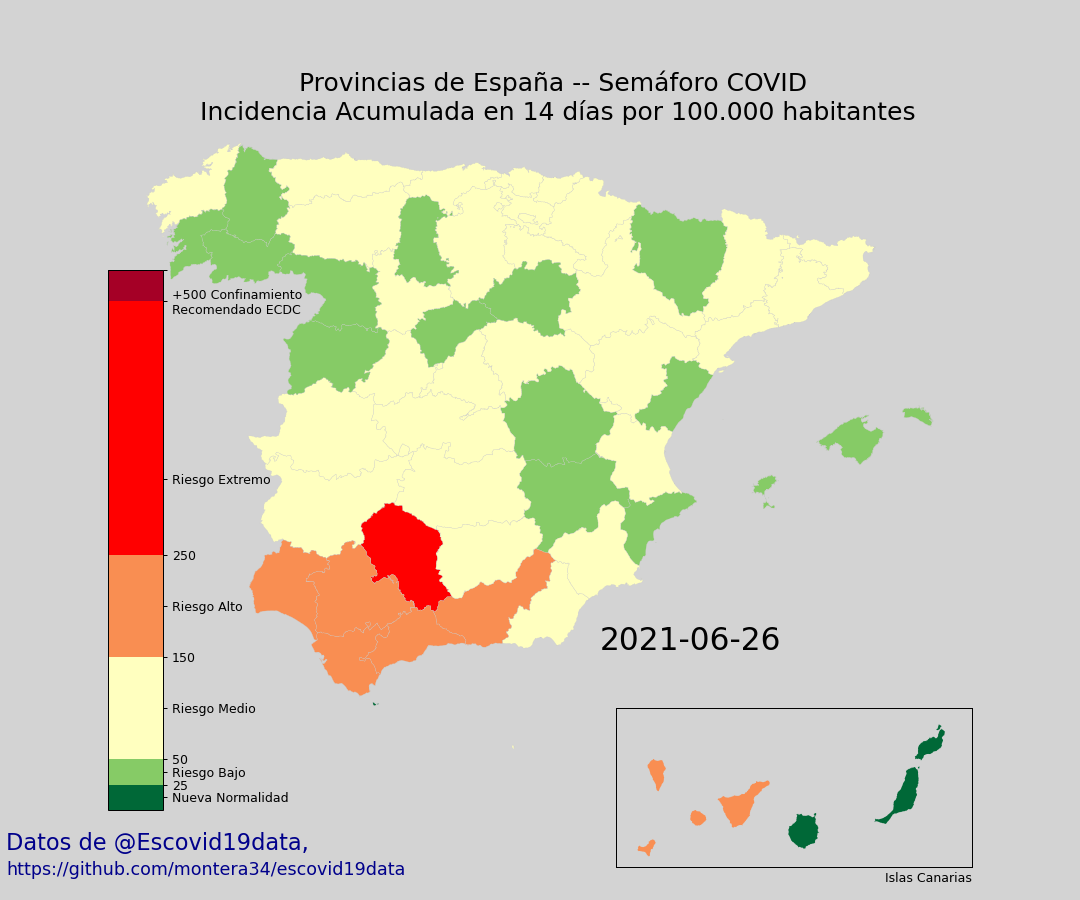 Provincias de España -- Semáforo COVID
Incidencia Acumulada en 14 días por 100.000 habitantes
+500 Confinamiento
Recomendado ECDC
Riesgo Extremo
250
Riesgo Alto
150
Riesgo Medio
50
Riesgo Bajo
25
Nueva Normalidad
2021-06-26
Islas Canarias
Datos de @Escovid19data,
https://github.com/montera34/escovid19data